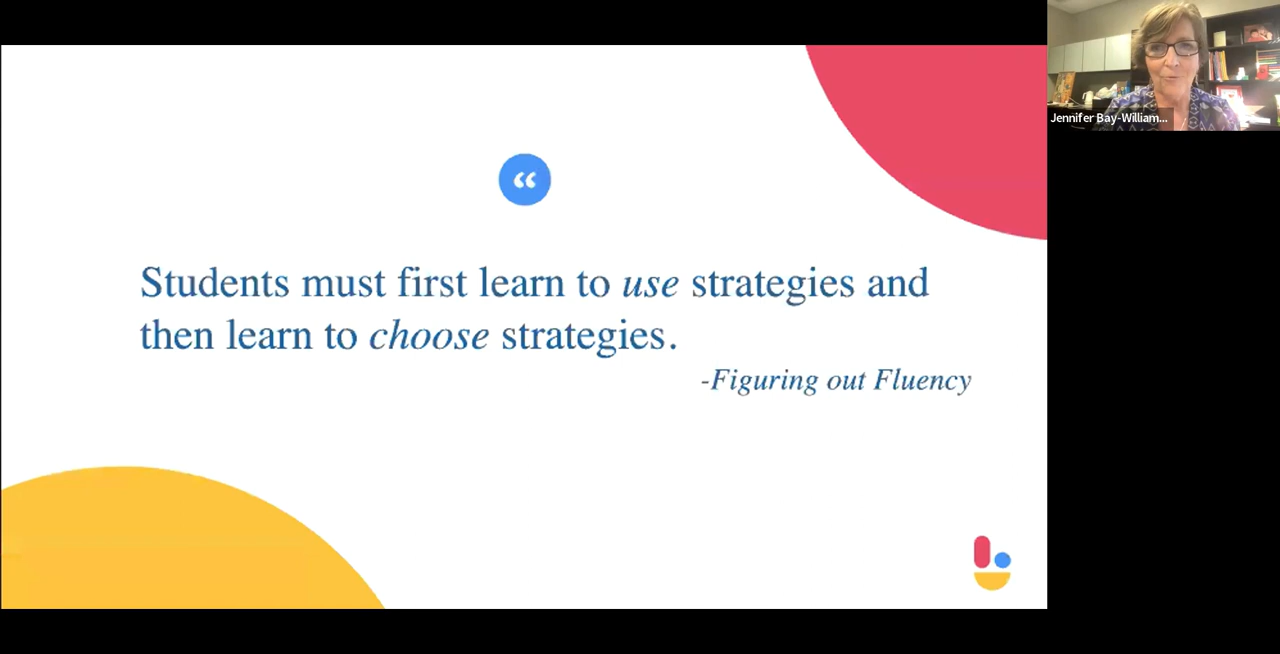 “
Students must first learn to use strategies and
then learn to choose strategies.
-Figuring out Fluency
Jennifer Bay-William...